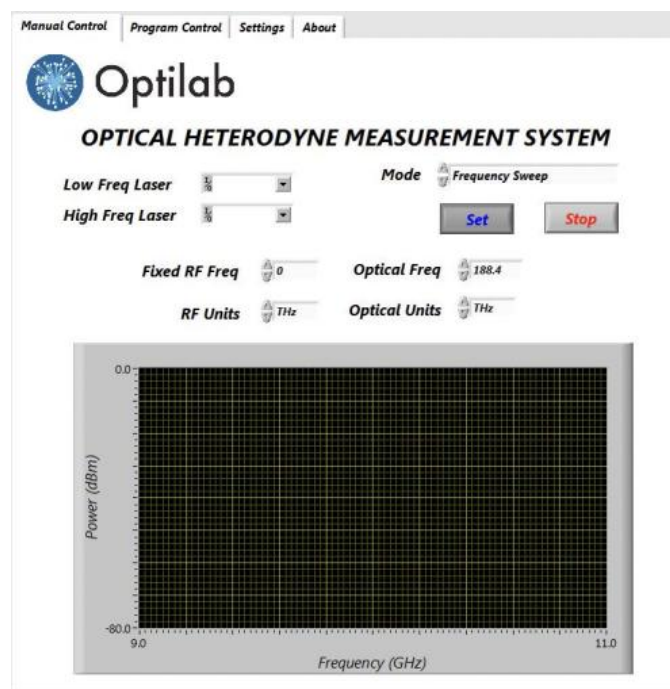 Manual Control Program Control Settings About
Optilab
OPTICAL HETERODYNE MEASUREMENT SYSTEM
Low Freq Laser
Mode Frequency Sweep
High Freq Laser
Set Stop
Fixed RF Freq 0 Optical Freq 188.4
RF Units THz Optical Units THz
0.0
Power (dBm)
-80.0
9.0 11.0
Frequency (GHz)